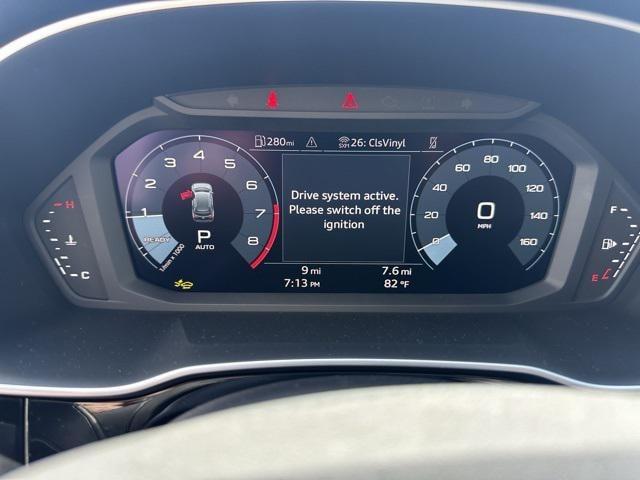 280mi
SXM 26: ClsVinyl
Drive system active.
Please switch off the
ignition
1 2 3 4 5 6 7 8
READY
P
AUTO
1/min x 1000
0 20 40 60 80 100 120 140 160
0
MPH
9 mi
7.6 mi
7:13 PM
82 °F
H
C
F
E